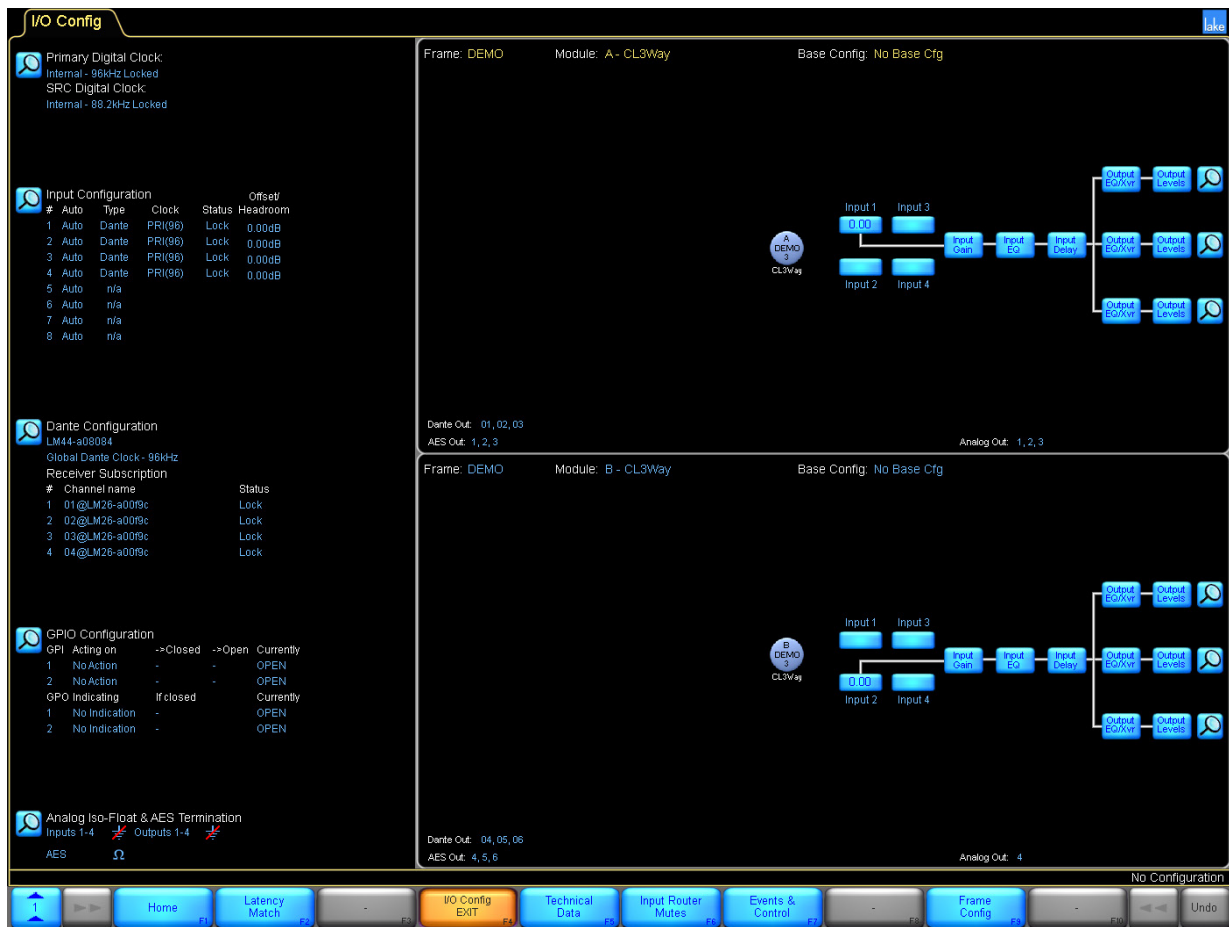 I/O Config
lake
Primary Digital Clock:
Internal - 96kHz Locked
SRC Digital Clock:
Internal - 88.2kHz Locked
Input Configuration Offset/
# Auto Type Clock Status Headroom
1 Auto Dante PRI(96) Lock 0.00dB
2 Auto Dante PRI(96) Lock 0.00dB
3 Auto Dante PRI(96) Lock 0.00dB
4 Auto Dante PRI(96) Lock 0.00dB
5 Auto n/a
6 Auto n/a
7 Auto n/a
8 Auto n/a
Dante Configuration
LM44-a08084
Global Dante Clock - 96kHz
Receiver Subscription
# Channel name Status
1 01@LM26-a00f9c Lock
2 02@LM26-a00f9c Lock
3 03@LM26-a00f9c Lock
4 04@LM26-a00f9c Lock
GPIO Configuration
GPI Acting on ->Closed ->Open Currently
1 No Action - - OPEN
2 No Action - - OPEN
GPO Indicating If closed Currently
1 No Indication - OPEN
2 No Indication - OPEN
Analog Iso-Float & AES Termination
Inputs 1-4 Outputs 1-4
AES Ω
Frame: DEMO Module: A - CL3Way Base Config: No Base Cfg
Output EQ/Xvr Output Levels
Input 1 Input 3
0.00
A
DEMO
3
CL3Way
Input Gain Input EQ Input Delay Output EQ/Xvr Output Levels
Input 2 Input 4
Output EQ/Xvr Output Levels
Dante Out: 01, 02, 03
AES Out: 1, 2, 3 Analog Out: 1, 2, 3
Frame: DEMO Module: B - CL3Way Base Config: No Base Cfg
Output EQ/Xvr Output Levels
Input 1 Input 3
B
DEMO
3
CL3Way
Input Gain Input EQ Input Delay Output EQ/Xvr Output Levels
0.00
Input 2 Input 4
Output EQ/Xvr Output Levels
Dante Out: 04, 05, 06
AES Out: 4, 5, 6 Analog Out: 4
No Configuration
1
Home F1
Latency Match F2
- F3
I/O Config EXIT F4
Technical Data F5
Input Router Mutes F6
Events & Control F7
- F8
Frame Config F9
- F10
Undo